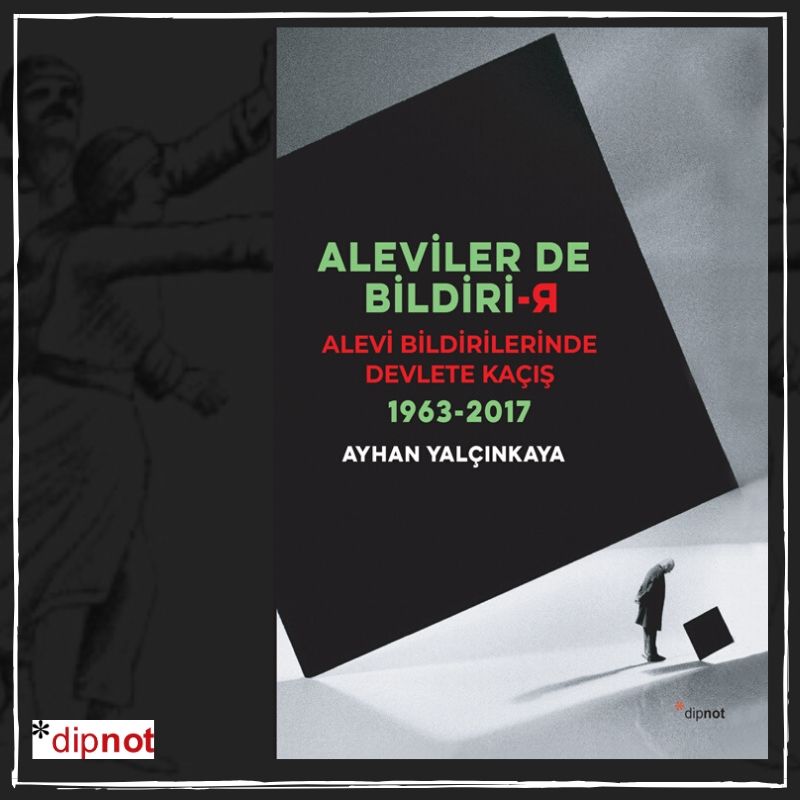 ALEVİLER DE
BİLDİRİ-Я
ALEVİ BİLDİRİLERİNDE
DEVLETE KAÇIŞ
1963-2017
AYHAN YALÇINKAYA
*dipnot
*dipnot